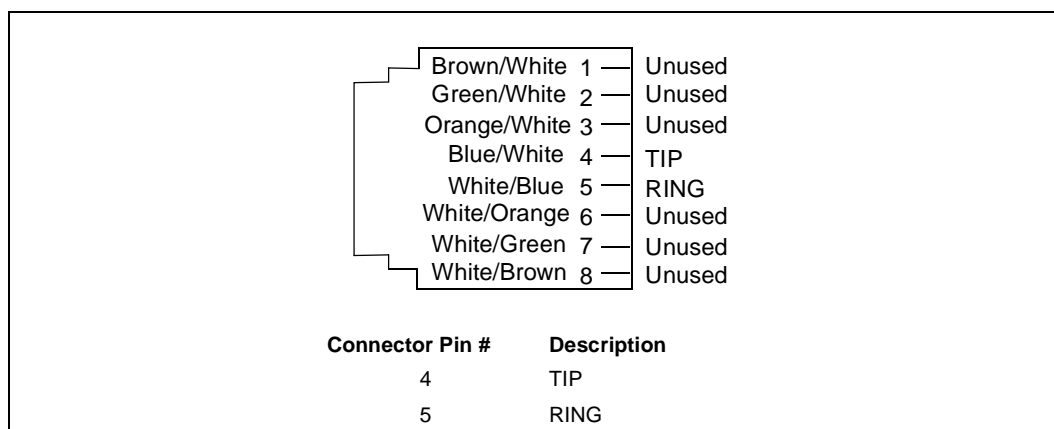 Brown/White 1 Unused
Green/White 2 Unused
Orange/White 3 Unused
Blue/White 4 TIP
White/Blue 5 RING
White/Orange 6 Unused
White/Green 7 Unused
White/Brown 8 Unused
Connector Pin # Description
4 TIP
5 RING